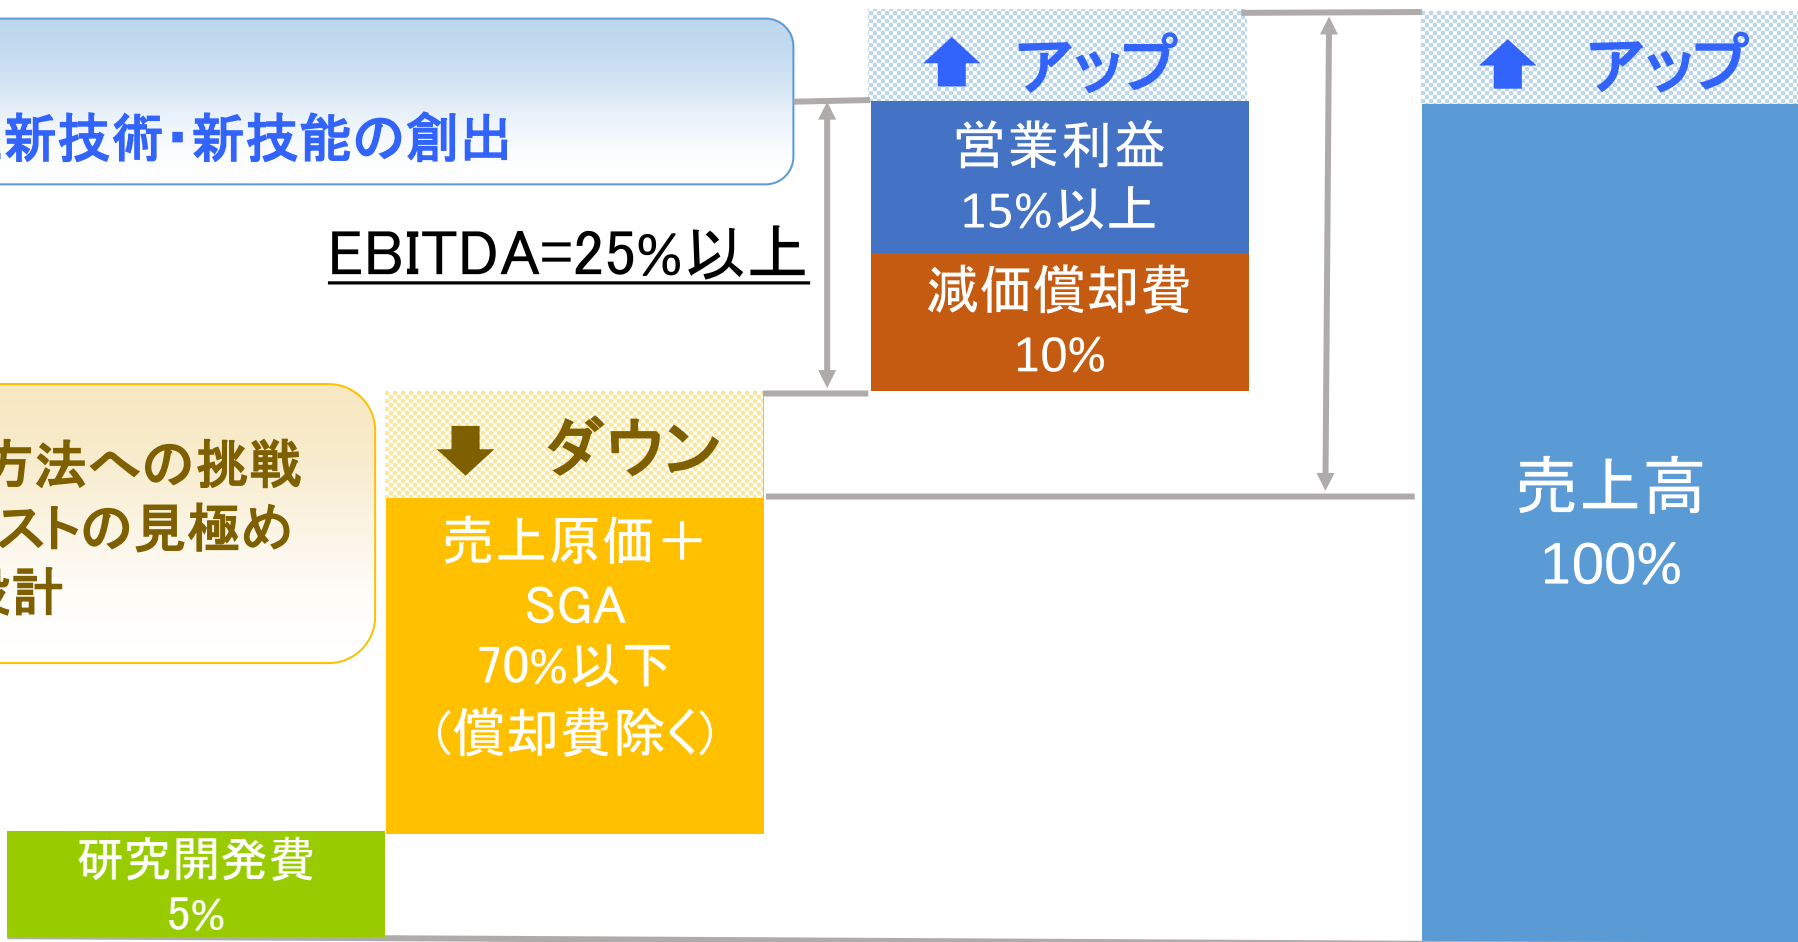 新技術・新技能の創出
EBITDA=25%以上
アップ
営業利益
15%以上
減価償却費
10%
アップ
売上高
100%
方法への挑戦
ストの見極め
設計
ダウン
売上原価＋
SGA
70%以下
(償却費除く)
研究開発費
5%